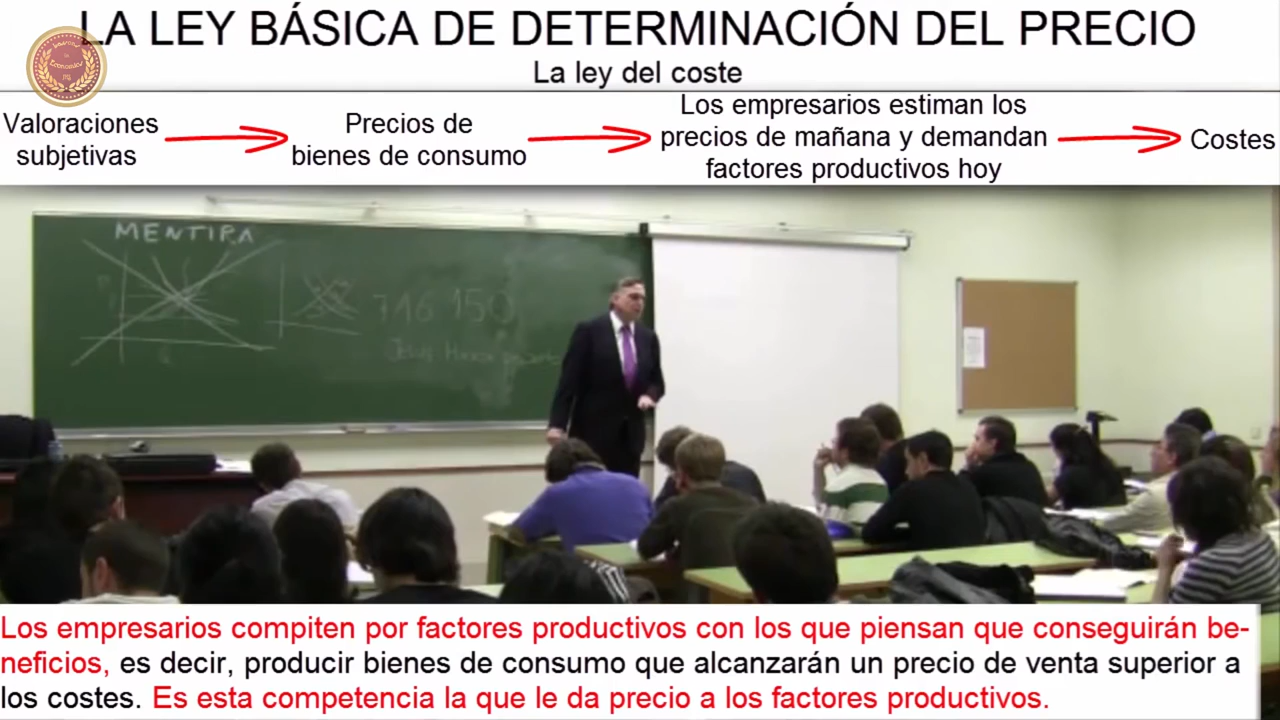 LA LEY BÁSICA DE DETERMINACIÓN DEL PRECIO
La ley del coste
Valoraciones
subjetivas
Precios de
bienes de consumo
Los empresarios estiman los
precios de mañana y demandan
factores productivos hoy
Costes
MENTIRA
716 150
Los empresarios compiten por factores productivos con los que piensan que conseguirán be-
neficios, es decir, producir bienes de consumo que alcanzarán un precio de venta superior a
los costes. Es esta competencia la que le da precio a los factores productivos.